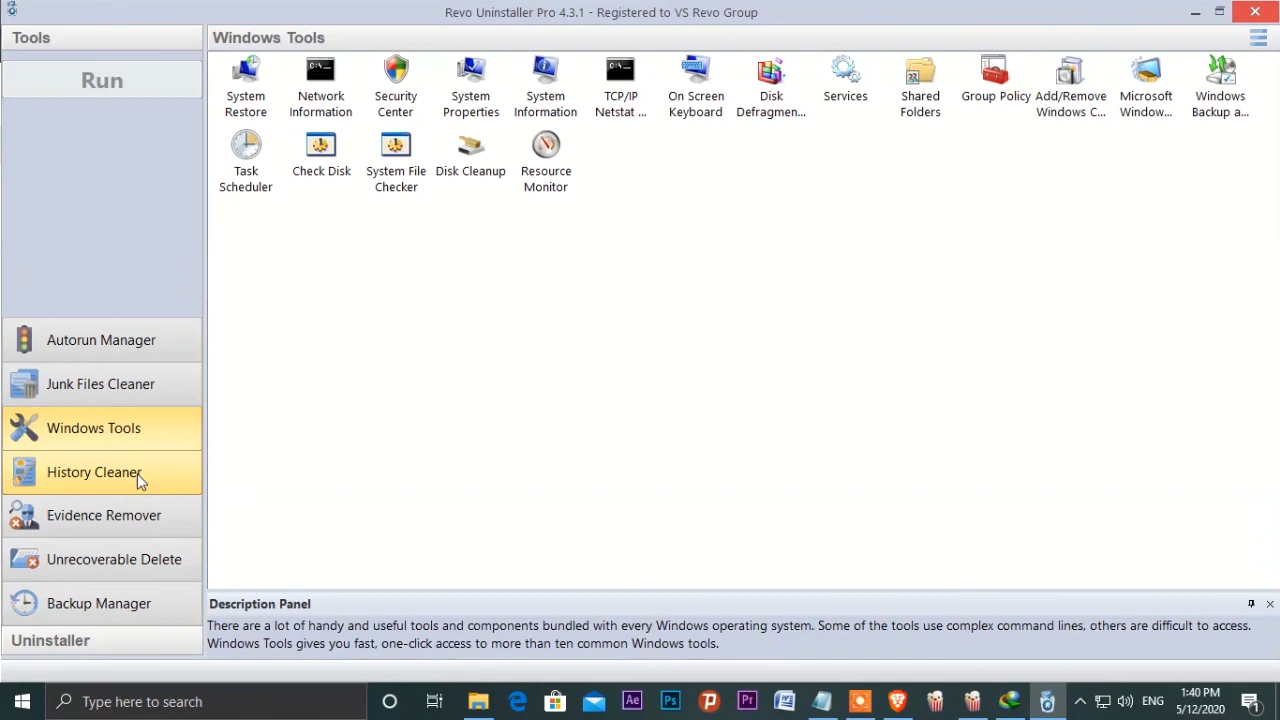 Revo Uninstaller Pro 4.3.1 - Registered to VS Revo Group
Tools
Run
Autorun Manager
Junk Files Cleaner
Windows Tools
History Cleaner
Evidence Remover
Unrecoverable Delete
Backup Manager
Uninstaller
Windows Tools
System Restore
Network Information
Security Center
System Properties
System Information
TCP/IP Netstat ...
On Screen Keyboard
Disk Defragmen...
Services
Shared Folders
Group Policy
Add/Remove Windows C...
Microsoft Window...
Windows Backup a...
Task Scheduler
Check Disk
System File Checker
Disk Cleanup
Resource Monitor
Description Panel
There are a lot of handy and useful tools and components bundled with every Windows operating system. Some of the tools use complex command lines, others are difficult to access.
Windows Tools gives you fast, one-click access to more than ten common Windows tools.
Type here to search
Ae
Ps
Pr
ENG
1:40 PM
5/12/2020
1